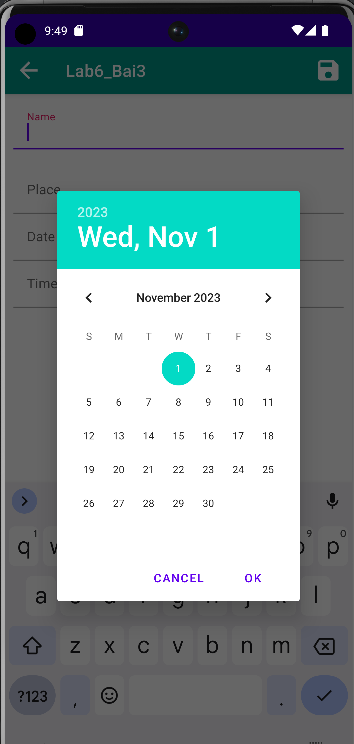 9:49
Lab6_Bai3
Name
Place
Date
Time
2023
Wed, Nov 1
November 2023
S M T W T F S
1 2 3 4
5 6 7 8 9 10 11
12 13 14 15 16 17 18
19 20 21 22 23 24 25
26 27 28 29 30
CANCEL OK
q 1 w 9 p 0
a l
z x c v b n m
?123 , .